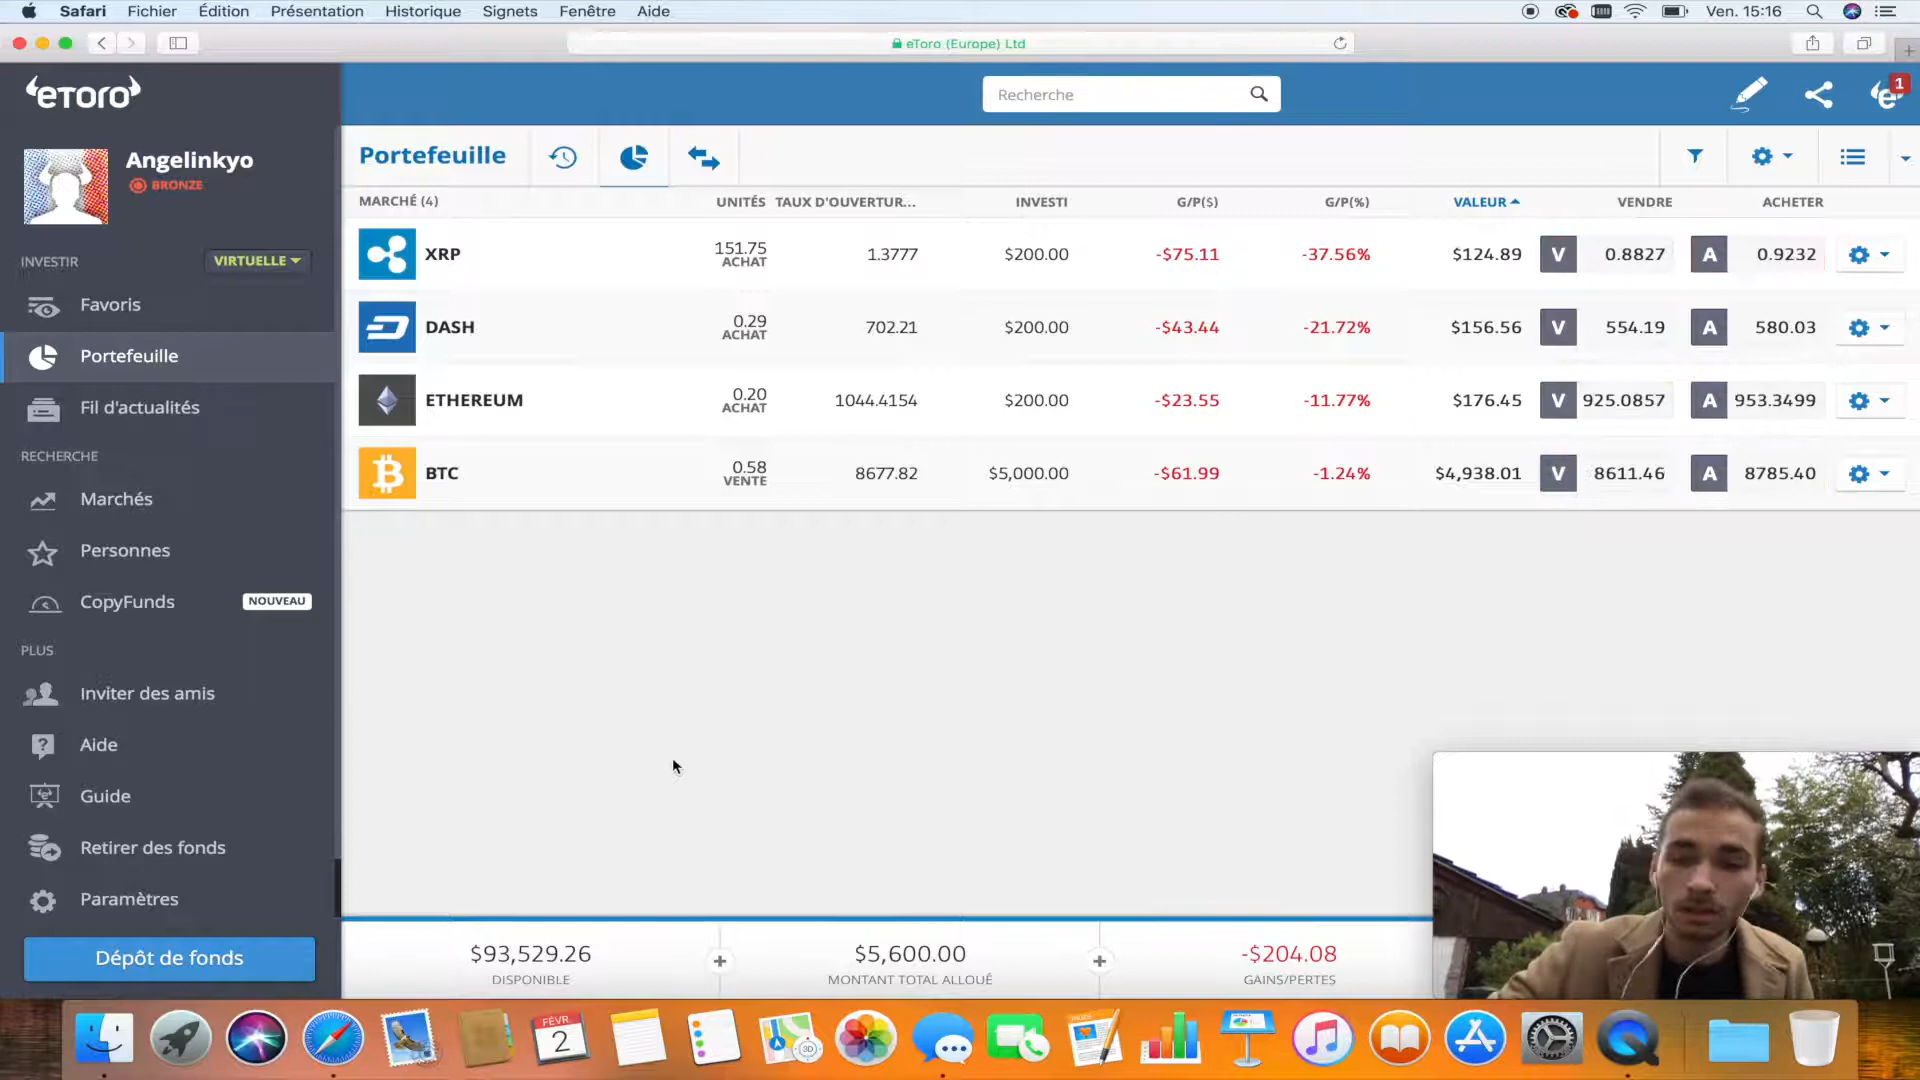 Safari Fichier Édition Présentation Historique Signets Fenêtre Aide Ven. 15:16
eToro (Europe) Ltd
eToro
Recherche
1
Angelinkyo
BRONZE
INVESTIR VIRTUELLE
Favoris
Portefeuille
Fil d'actualités
RECHERCHE
Marchés
Personnes
CopyFunds NOUVEAU
PLUS
Inviter des amis
Aide
Guide
Retirer des fonds
Paramètres
Dépôt de fonds
Portefeuille
MARCHÉ (4) UNITÉS TAUX D'OUVERTUR... INVESTI G/P($) G/P(%) VALEUR VENDRE ACHETER
XRP 151.75 ACHAT 1.3777 $200.00 -$75.11 -37.56% $124.89 V 0.8827 A 0.9232
DASH 0.29 ACHAT 702.21 $200.00 -$43.44 -21.72% $156.56 V 554.19 A 580.03
ETHEREUM 0.20 ACHAT 1044.4154 $200.00 -$23.55 -11.77% $176.45 V 925.0857 A 953.3499
BTC 0.58 VENTE 8677.82 $5,000.00 -$61.99 -1.24% $4,938.01 V 8611.46 A 8785.40
$93,529.26 + $5,600.00 + -$204.08
DISPONIBLE MONTANT TOTAL ALLOUÉ GAINS/PERTES
FÉVR.
2
3D